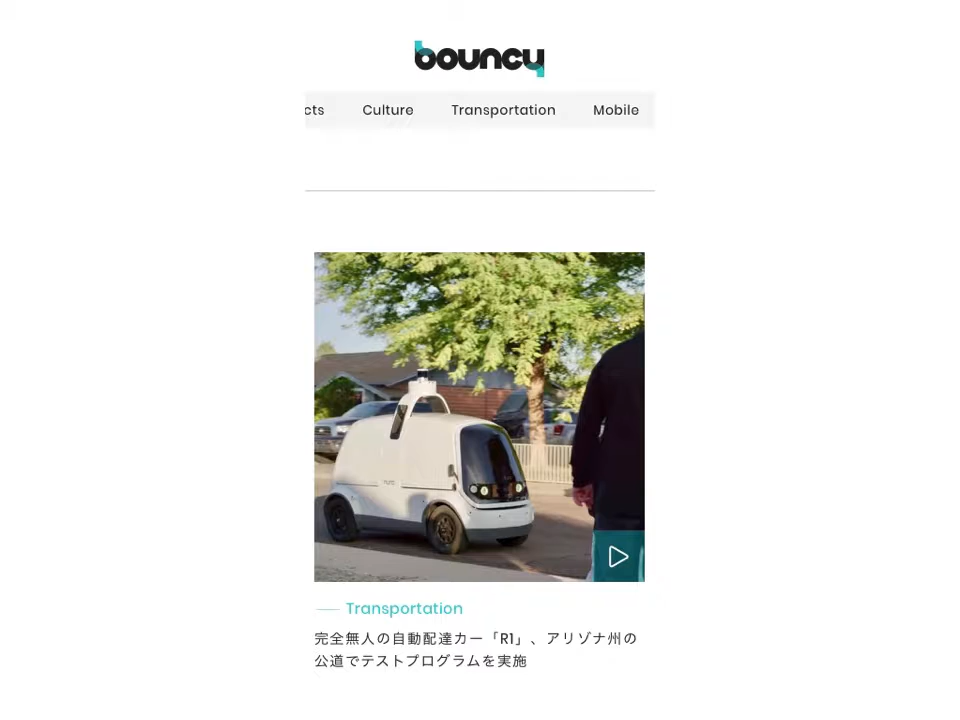 bouncy
cts Culture Transportation Mobile
Transportation
完全無人の自動配達カー「R1」、アリゾナ州の
公道でテストプログラムを実施